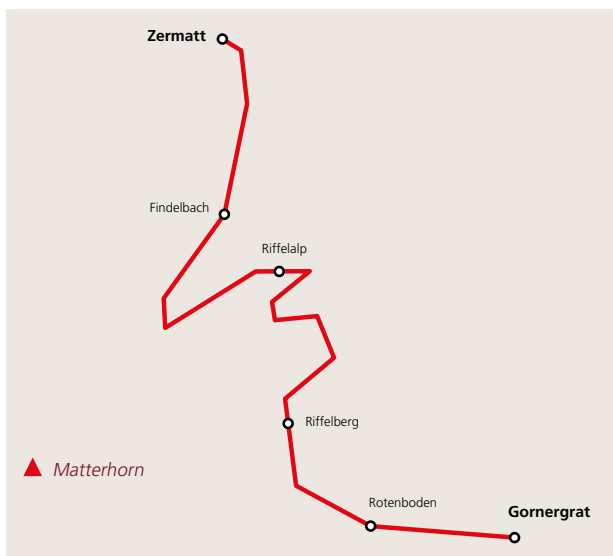 Zermatt
Findelbach
Riffelalp
Riffelberg
Matterhorn
Rotenboden
Gornergrat